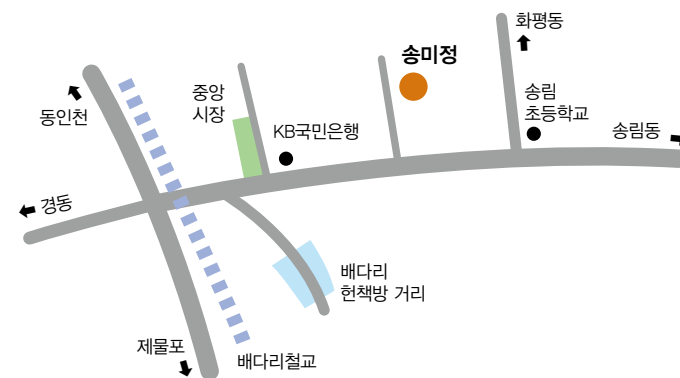 화평동
송미정
동인천
중앙
시장
송림
초등학교
KB국민은행
송림동
경동
배다리
헌책방 거리
제물포
배다리철교